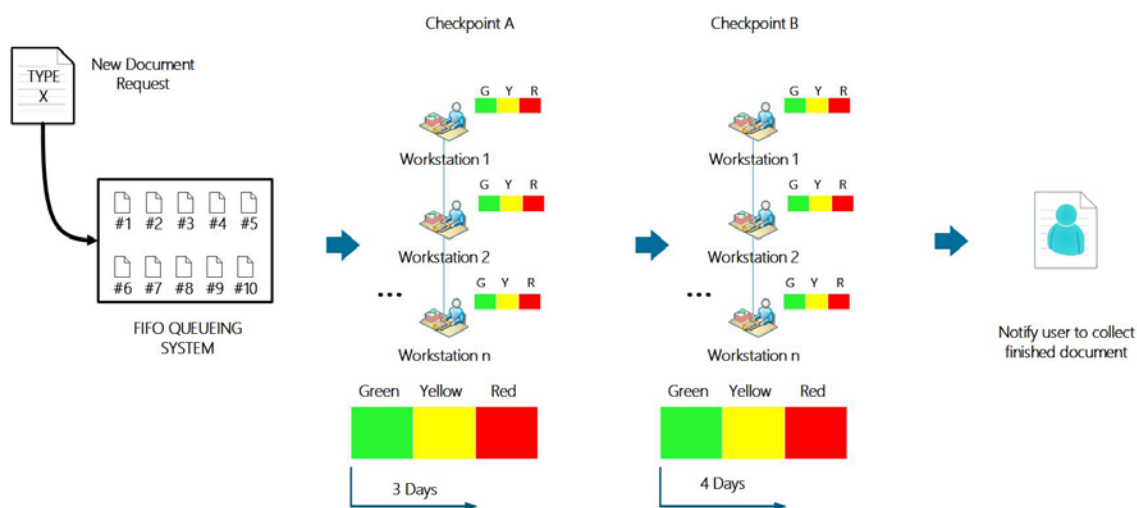 Checkpoint A
Checkpoint B
TYPE
X
New Document
Request
#1 #2 #3 #4 #5
#6 #7 #8 #9 #10
FIFO QUEUEING
SYSTEM
G Y R
Workstation 1
G Y R
Workstation 2
G Y R
...
Workstation n
Green Yellow Red
3 Days
G Y R
Workstation 1
G Y R
Workstation 2
G Y R
...
Workstation n
Green Yellow Red
4 Days
Notify user to collect
finished document